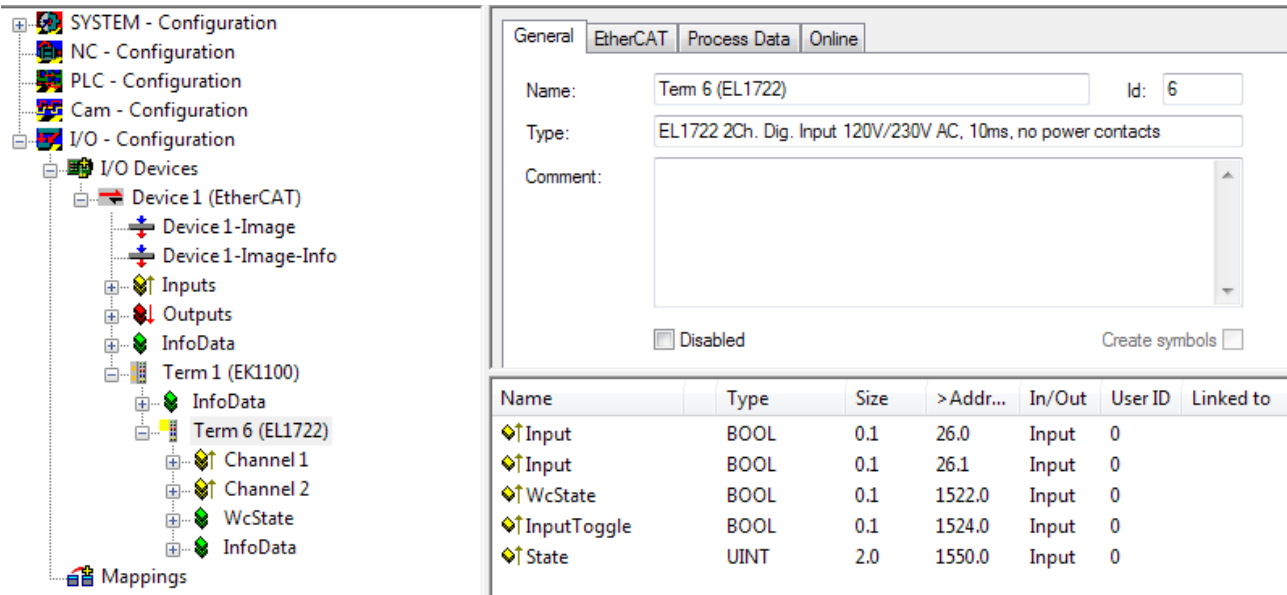 SYSTEM - Configuration
NC - Configuration
PLC - Configuration
Cam - Configuration
I/O - Configuration
I/O Devices
Device 1 (EtherCAT)
Device 1-Image
Device 1-Image-Info
Inputs
Outputs
InfoData
Term 1 (EK1100)
InfoData
Term 6 (EL1722)
Channel 1
Channel 2
WcState
InfoData
Mappings
General EtherCAT Process Data Online
Name: Term 6 (EL1722) Id: 6
Type: EL1722 2Ch. Dig. Input 120V/230V AC, 10ms, no power contacts
Comment:
Disabled Create symbols
Name Type Size >Addr... In/Out User ID Linked to
Input BOOL 0.1 26.0 Input 0
Input BOOL 0.1 26.1 Input 0
WcState BOOL 0.1 1522.0 Input 0
InputToggle BOOL 0.1 1524.0 Input 0
State UINT 2.0 1550.0 Input 0